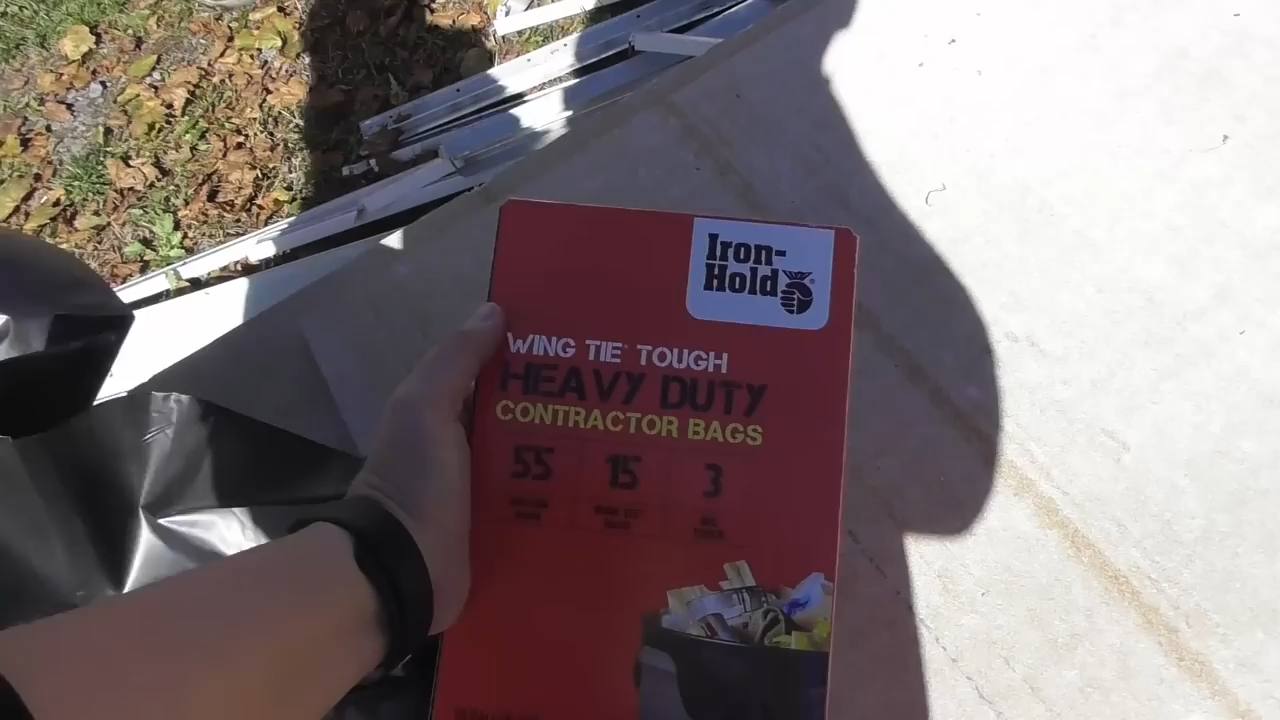 Iron-
Hold
WING TIE TOUGH
HEAVY DUTY
CONTRACTOR BAGS
55 15 3